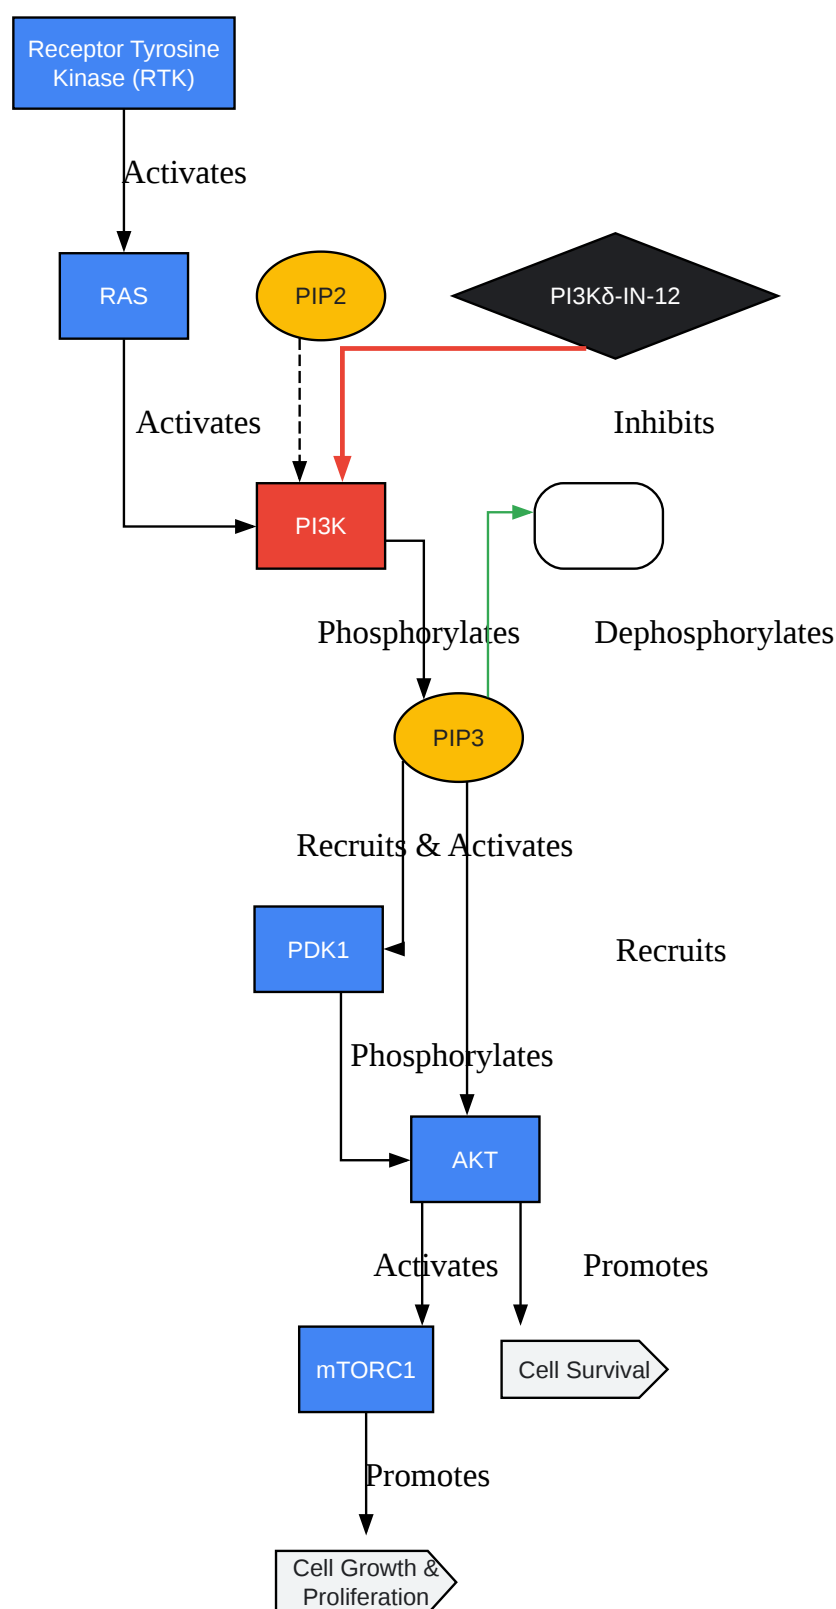 Receptor Tyrosine
Kinase (RTK)
Activates
RAS
PIP2
PI3Kδ-IN-12
Activates
Inhibits
PI3K
Phosphorylates
Dephosphorylates
PIP3
Recruits & Activates
PDK1
Recruits
Phosphorylates
AKT
Activates
Promotes
mTORC1
Cell Survival
Promotes
Cell Growth &
Proliferation